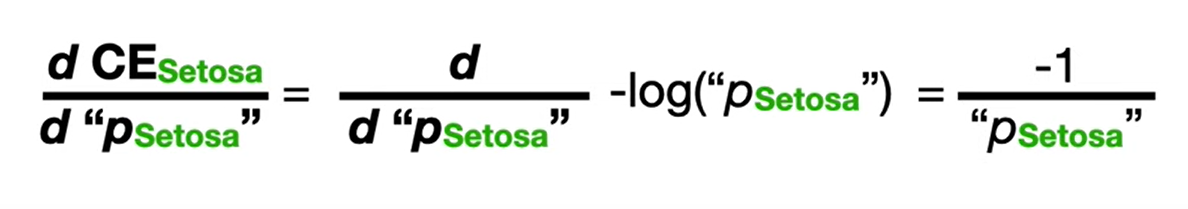 d CESetosa / d “pSetosa” = d / d “pSetosa” -log(“pSetosa”) = -1 / “pSetosa”